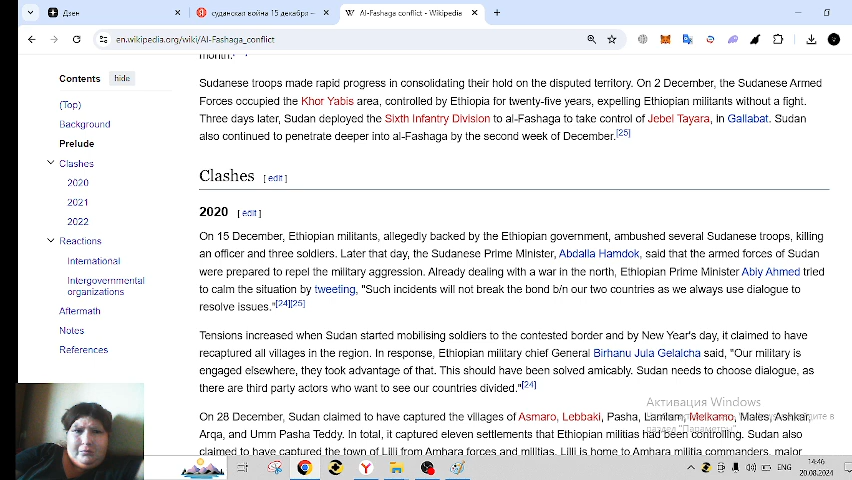 Дзен
суданская война 15 декабря –
Al-Fashaga conflict - Wikipedia
en.wikipedia.org/wiki/Al-Fashaga_conflict
month.
Contents hide
(Top)
Background
Prelude
Clashes
2020
2021
2022
Reactions
International
Intergovernmental
organizations
Aftermath
Notes
References
Sudanese troops made rapid progress in consolidating their hold on the disputed territory. On 2 December, the Sudanese Armed
Forces occupied the Khor Yabis area, controlled by Ethiopia for twenty-five years, expelling Ethiopian militants without a fight.
Three days later, Sudan deployed the Sixth Infantry Division to al-Fashaga to take control of Jebel Tayara, in Gallabat. Sudan
also continued to penetrate deeper into al-Fashaga by the second week of December.[25]
Clashes [ edit ]
2020 [ edit ]
On 15 December, Ethiopian militants, allegedly backed by the Ethiopian government, ambushed several Sudanese troops, killing
an officer and three soldiers. Later that day, the Sudanese Prime Minister, Abdalla Hamdok, said that the armed forces of Sudan
were prepared to repel the military aggression. Already dealing with a war in the north, Ethiopian Prime Minister Abiy Ahmed tried
to calm the situation by tweeting, "Such incidents will not break the bond b/n our two countries as we always use dialogue to
resolve issues."[24][25]
Tensions increased when Sudan started mobilising soldiers to the contested border and by New Year's day, it claimed to have
recaptured all villages in the region. In response, Ethiopian military chief General Birhanu Jula Gelalcha said, "Our military is
engaged elsewhere, they took advantage of that. This should have been solved amicably. Sudan needs to choose dialogue, as
there are third party actors who want to see our countries divided."[24]
On 28 December, Sudan claimed to have captured the villages of Asmaro, Lebbaki, Pasha, Lamlam, Melkamo, Male, Ashkar,
Arqa, and Umm Pasha Teddy. In total, it captured eleven settlements that Ethiopian militias had been controlling. Sudan also
claimed to have captured the town of Lilli from Amhara forces and militias. Lilli is home to Amhara militia commanders, major
Активация Windows
раздел "Параметры".
ENG
14:46
20.08.2024